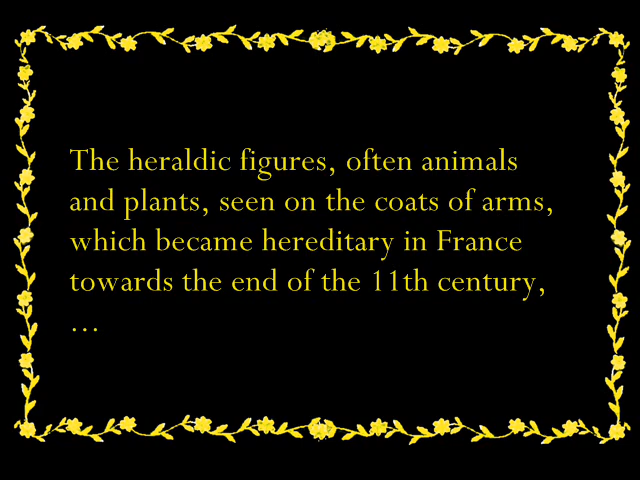 The heraldic figures, often animals
and plants, seen on the coats of arms,
which became hereditary in France
towards the end of the 11th century,
...